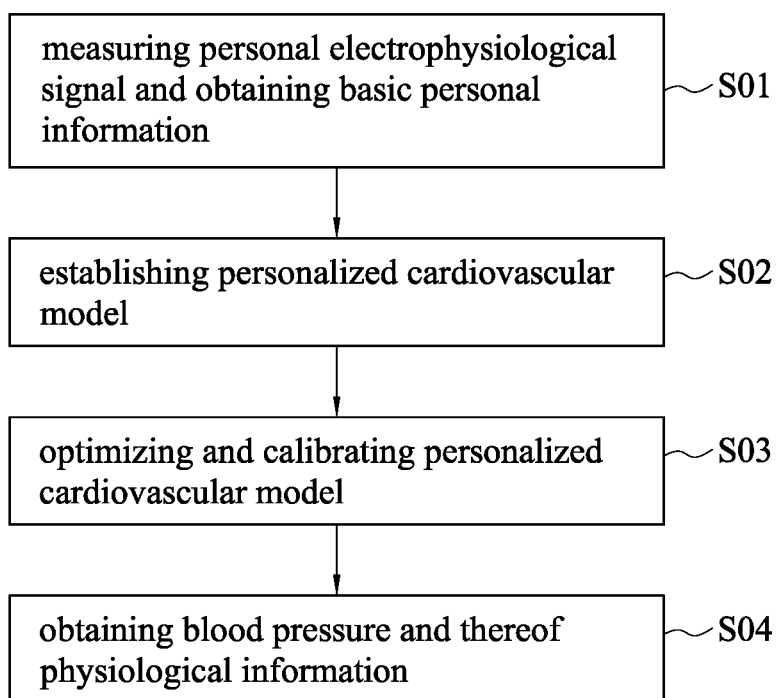 measuring personal electrophysiological
signal and obtaining basic personal
information
S01
establishing personalized cardiovascular
model
S02
optimizing and calibrating personalized
cardiovascular model
S03
obtaining blood pressure and thereof
physiological information
S04